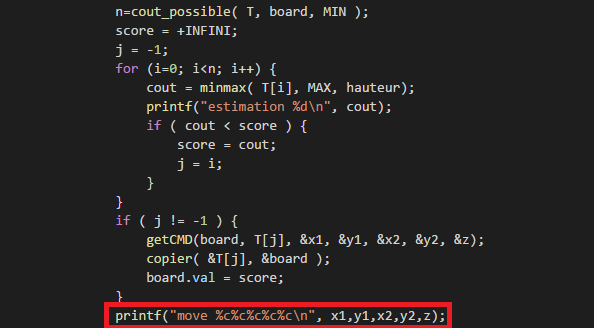 n=cout_possible( T, board, MIN );
score = +INFINI;
j = -1;
for (i=0; i<n; i++) {
cout = minmax( T[i], MAX, hauteur);
printf("estimation %d\n", cout);
if ( cout < score ) {
score = cout;
j = i;
}
}
if ( j != -1 ) {
getCMD(board, T[j], &x1, &y1, &x2, &y2, &z);
copier( &T[j], &board );
board.val = score;
}
printf("move %c%c%c%c%c\n", x1,y1,x2,y2,z);